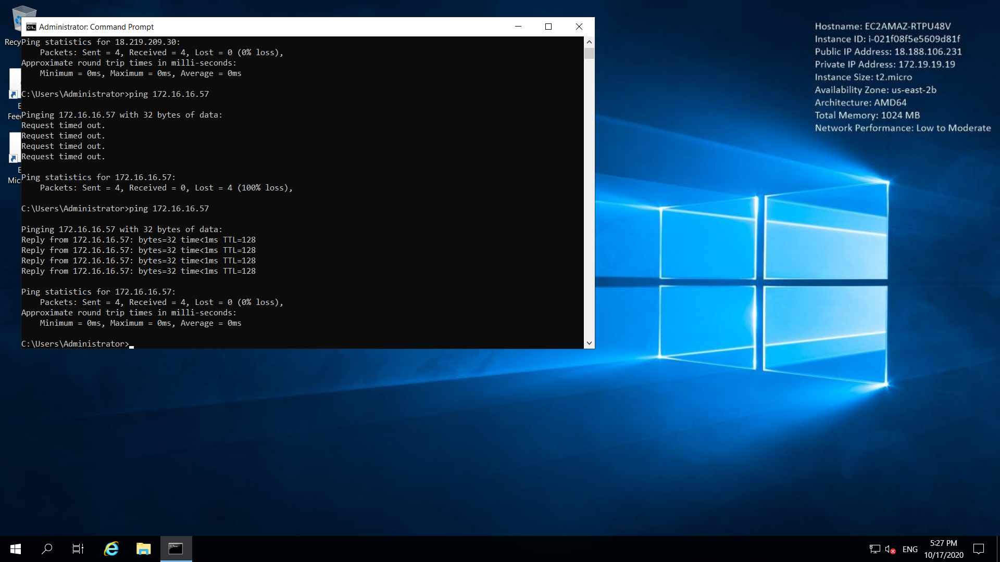 Administrator: Command Prompt
Recy
Ping statistics for 18.219.209.30:
    Packets: Sent = 4, Received = 4, Lost = 0 (0% loss),
Approximate round trip times in milli-seconds:
    Minimum = 0ms, Maximum = 0ms, Average = 0ms
C:\Users\Administrator>ping 172.16.16.57
E
Feed
Pinging 172.16.16.57 with 32 bytes of data:
Request timed out.
Request timed out.
Request timed out.
Request timed out.
E
Mic
Ping statistics for 172.16.16.57:
    Packets: Sent = 4, Received = 0, Lost = 4 (100% loss),
C:\Users\Administrator>ping 172.16.16.57
Pinging 172.16.16.57 with 32 bytes of data:
Reply from 172.16.16.57: bytes=32 time<1ms TTL=128
Reply from 172.16.16.57: bytes=32 time<1ms TTL=128
Reply from 172.16.16.57: bytes=32 time<1ms TTL=128
Reply from 172.16.16.57: bytes=32 time<1ms TTL=128
Ping statistics for 172.16.16.57:
    Packets: Sent = 4, Received = 4, Lost = 0 (0% loss),
Approximate round trip times in milli-seconds:
    Minimum = 0ms, Maximum = 0ms, Average = 0ms
C:\Users\Administrator>
Hostname: EC2AMAZ-RTPU48V
Instance ID: i-021f08f5e5609d81f
Public IP Address: 18.188.106.231
Private IP Address: 172.19.19.19
Instance Size: t2.micro
Availability Zone: us-east-2b
Architecture: AMD64
Total Memory: 1024 MB
Network Performance: Low to Moderate
ENG
5:27 PM
10/17/2020